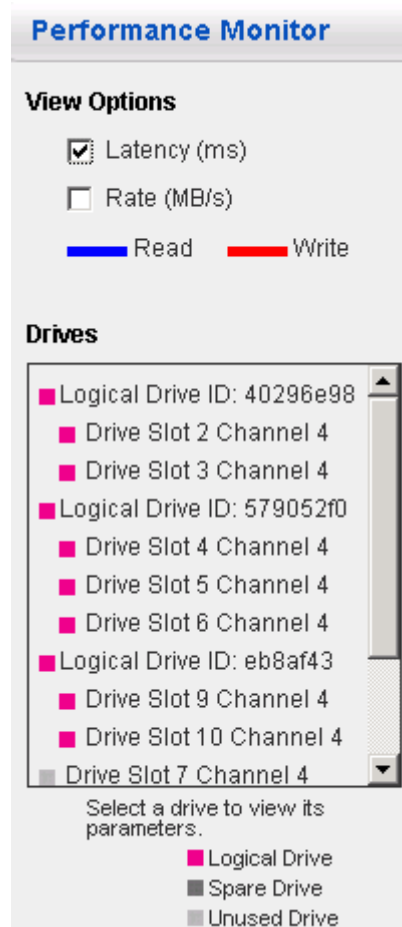 Performance Monitor
View Options
Latency (ms)
Rate (MB/s)
Read Write
Drives
Logical Drive ID: 40296e98
Drive Slot 2 Channel 4
Drive Slot 3 Channel 4
Logical Drive ID: 579052f0
Drive Slot 4 Channel 4
Drive Slot 5 Channel 4
Drive Slot 6 Channel 4
Logical Drive ID: eb8af43
Drive Slot 9 Channel 4
Drive Slot 10 Channel 4
Drive Slot 7 Channel 4
Select a drive to view its
parameters.
Logical Drive
Spare Drive
Unused Drive